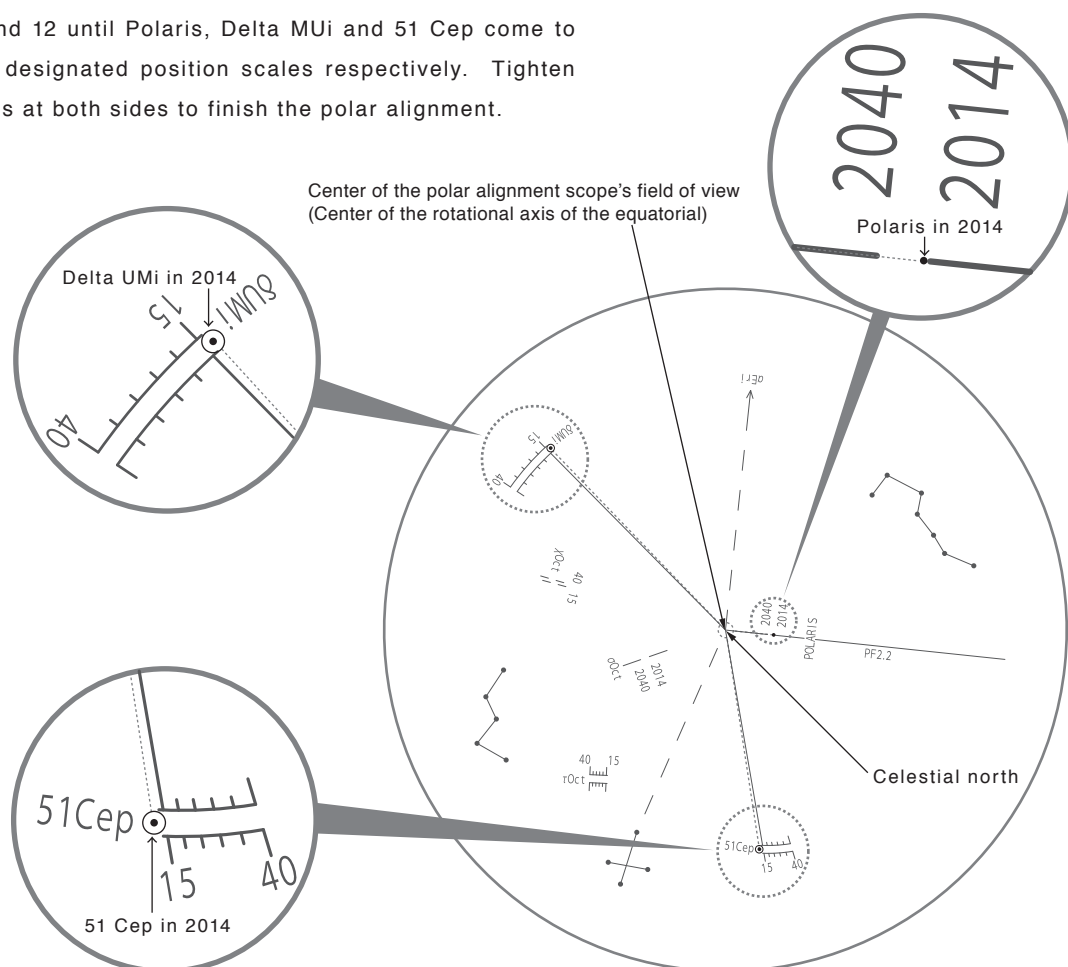 nd 12 until Polaris, Delta MUi and 51 Cep come to
designated position scales respectively. Tighten
s at both sides to finish the polar alignment.
2040
2014
Polaris in 2014
Center of the polar alignment scope's field of view
(Center of the rotational axis of the equatorial)
Delta UMi in 2014
15
δUMi
40
αEri
15
δUMi
40
χOct
40
15
2040
2014
POLARIS
PF2.2
σOct
2014
2040
40 15
τOct
Celestial north
51Cep
15 40
51Cep
15 40
51 Cep in 2014